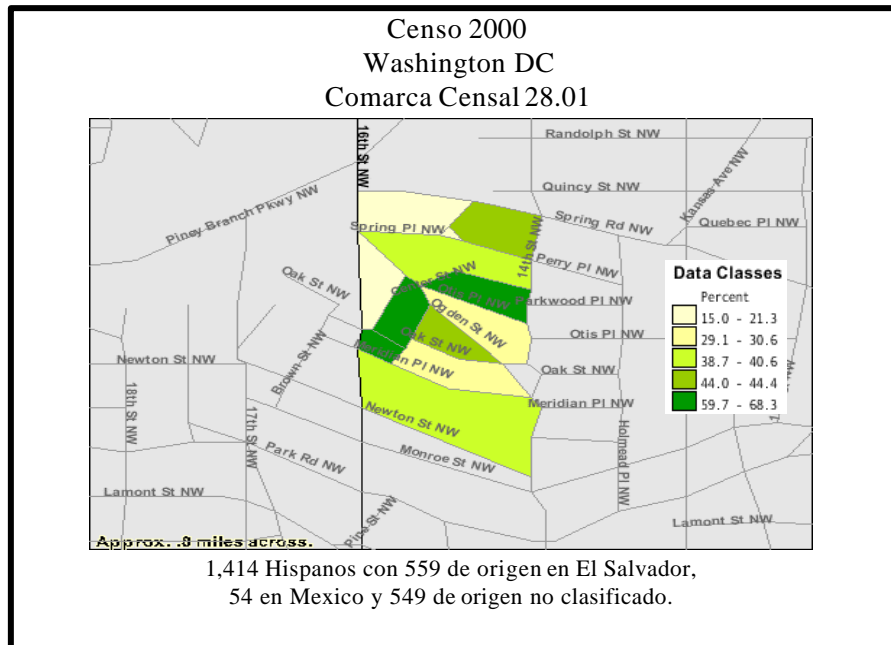 Censo 2000
Washington DC
Comarca Censal 28.01
16th St NW
Randolph St NW
Kansas Ave NW
Quincy St NW
Piney Branch Pkwy NW
Spring Pl NW
14th St NW
Spring Rd NW
Quebec Pl NW
Perry Pl NW
Oak St NW
Center St NW
Otis Pl NW
Parkwood Pl NW
Ogden St NW
Otis Pl NW
Oak St NW
Brown St NW
Meridian Pl NW
Newton St NW
Oak St NW
18th St NW
17th St NW
Newton St NW
Meridian Pl NW
Holmead Pl NW
Park Rd NW
Monroe St NW
Lamont St NW
Pine St NW
Lamont St NW
Data Classes
Percent
15.0 - 21.3
29.1 - 30.6
38.7 - 40.6
44.0 - 44.4
59.7 - 68.3
Approx. .8 miles across.
1,414 Hispanos con 559 de origen en El Salvador,
54 en Mexico y 549 de origen no clasificado.